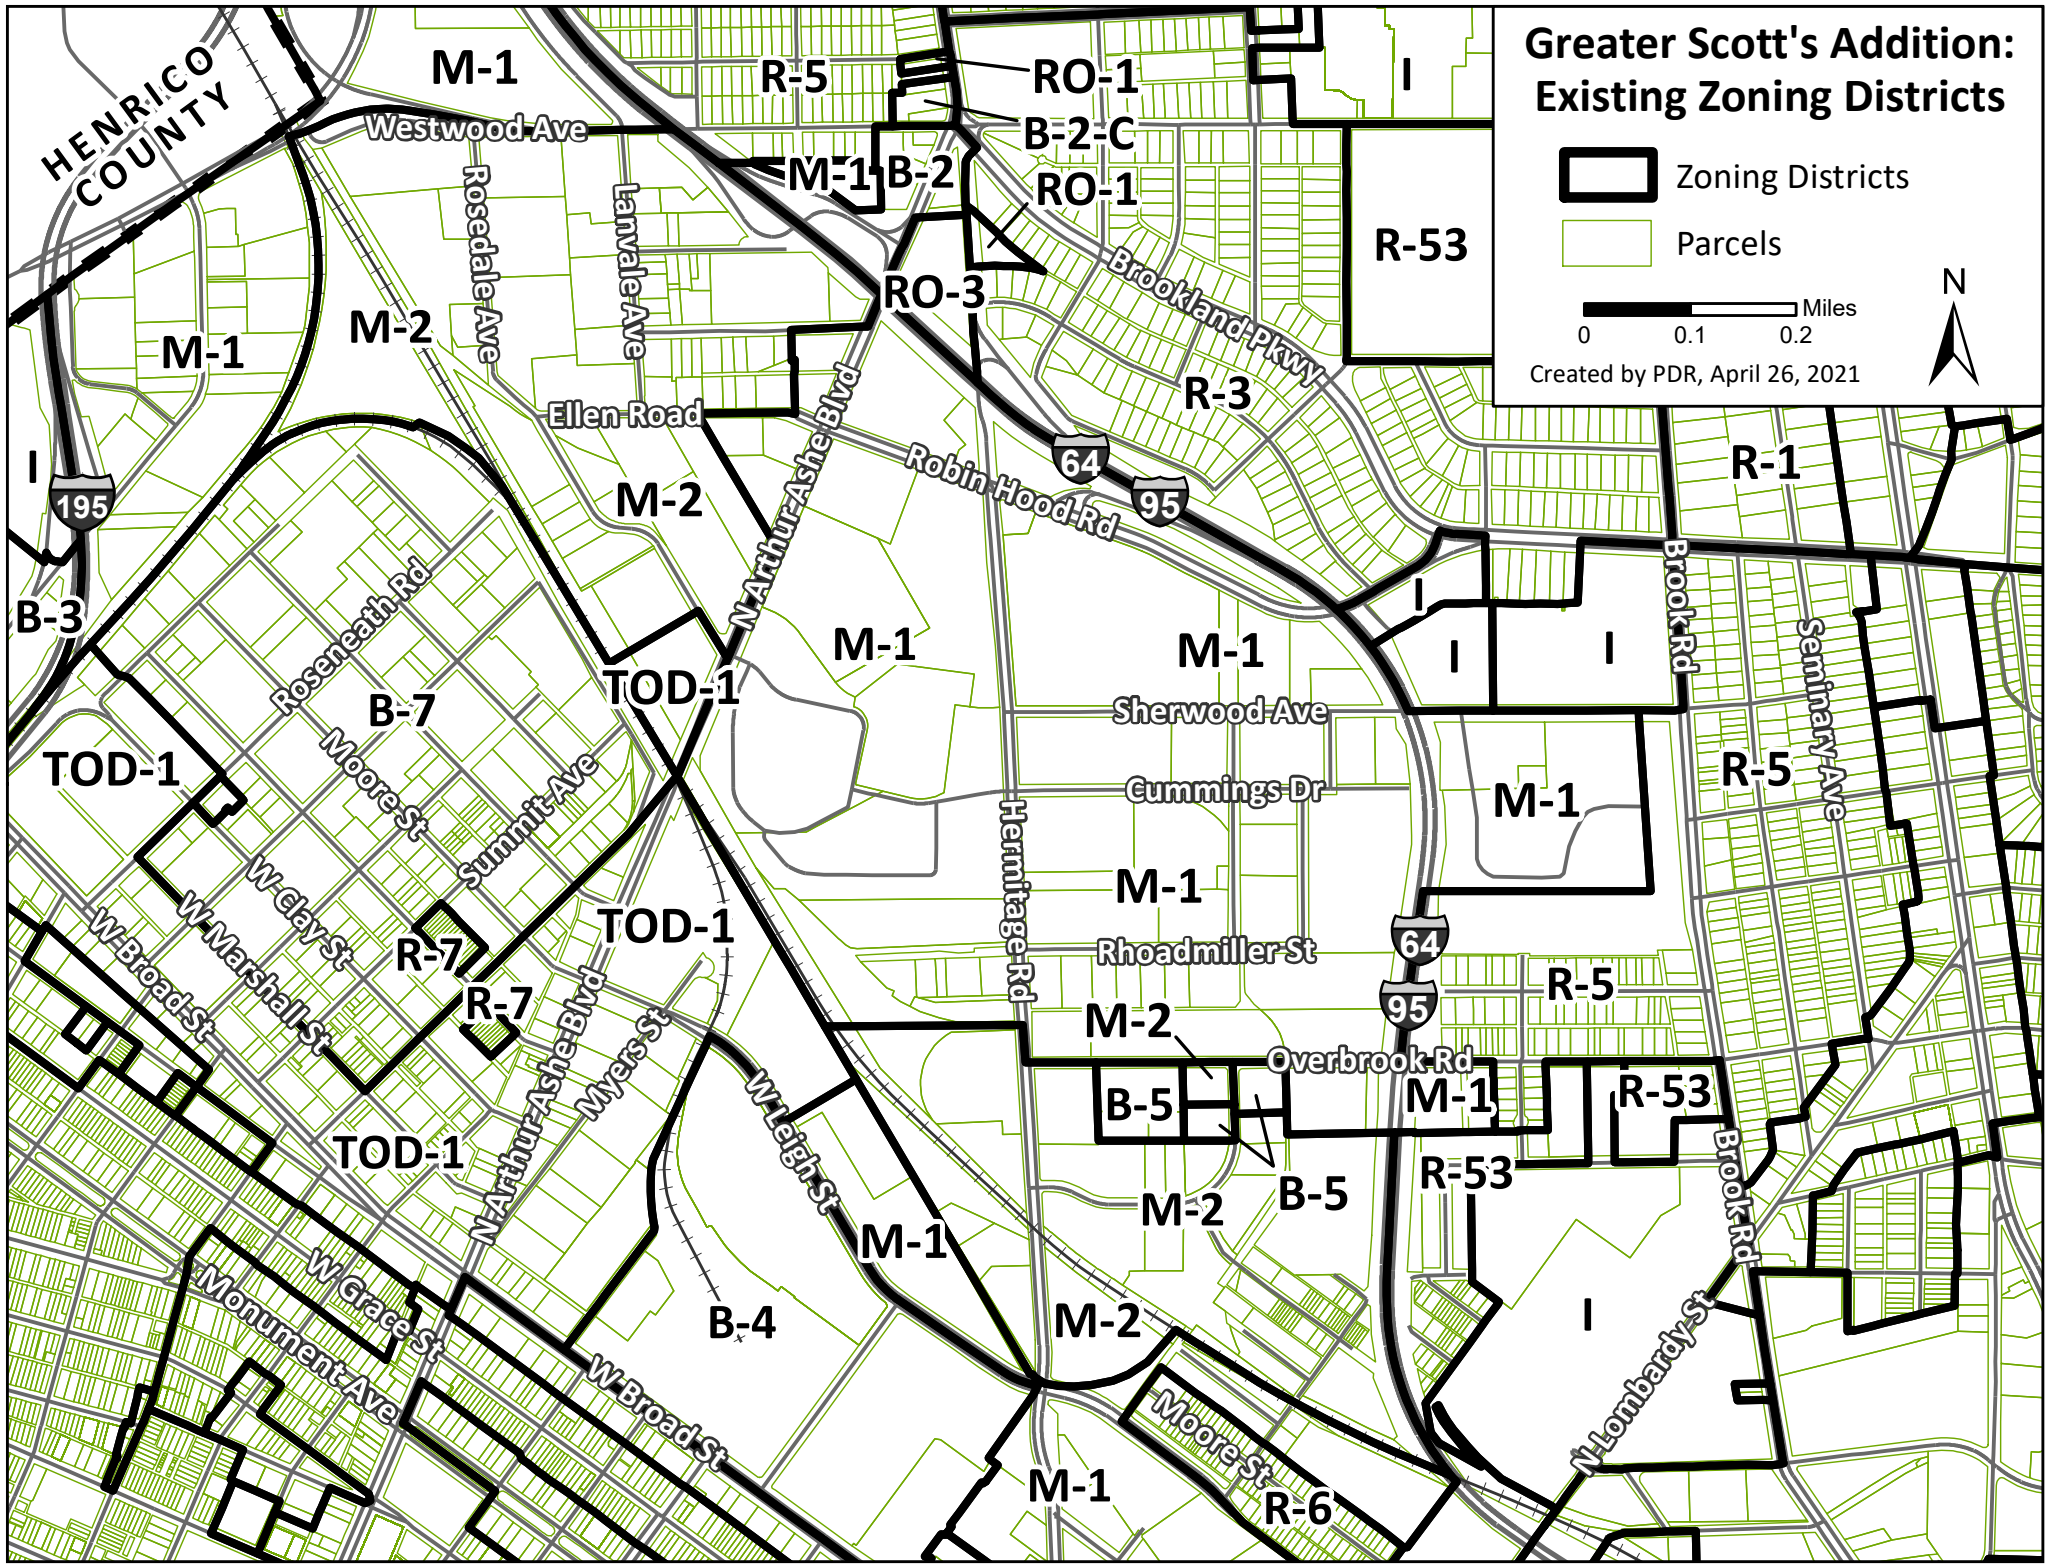 Greater Scott's Addition:
Existing Zoning Districts
Zoning Districts
Parcels
N
Miles
0 0.1 0.2
Created by PDR, April 26, 2021
HENRICO
COUNTY
M-1
R-5
RO-1
I
Westwood Ave
B-2-C
M-1
B-2
RO-1
Rosedale Ave
Lanvale Ave
R-53
Brookland Pkwy
RO-3
M-2
M-1
R-3
Ellen Road
N Arthur Ashe Blvd
Robin Hood Rd
64
95
R-1
I
195
M-2
Roseneath Rd
B-3
I
Brook Rd
M-1
M-1
I
I
Seminary Ave
TOD-1
B-7
Sherwood Ave
TOD-1
Moore St
Summit Ave
Cummings Dr
M-1
R-5
Hermitage Rd
W Clay St
M-1
W Marshall St
W Broad St
TOD-1
R-7
Rhoadmiller St
64
95
R-5
R-7
N Arthur Ashe Blvd
Myers St
M-2
Overbrook Rd
W Leigh St
B-5
M-1
R-53
TOD-1
R-53
Brook Rd
B-5
M-2
M-1
W Grace St
Monument Ave
B-4
M-2
I
N Lombardy St
W Broad St
Moore St
M-1
R-6